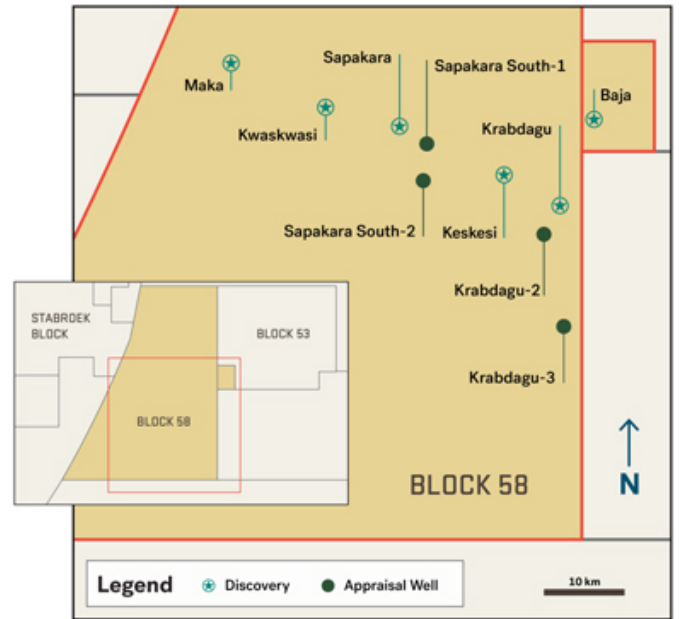 Sapakara
Sapakara South-1
Maka
Baja
Kwaskwasi
Krabdagu
Sapakara South-2
Keskesi
Krabdagu-2
STABROEK
BLOCK
BLOCK 53
Krabdagu-3
BLOCK 58
BLOCK 58
N
Legend
Discovery
Appraisal Well
10 km